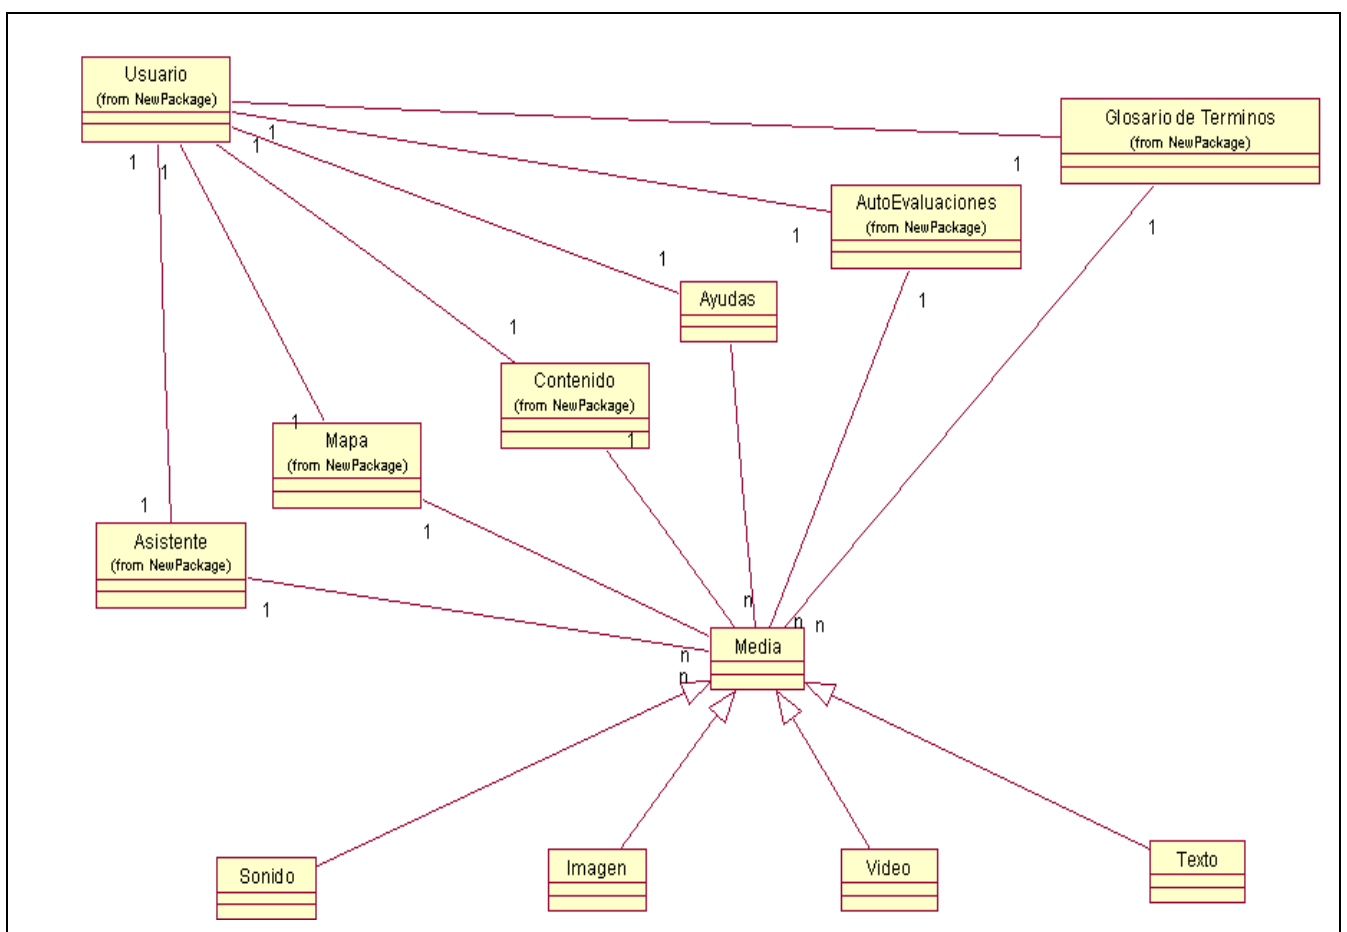 Usuario
(from NewPackage)
Glosario de Terminos
(from NewPackage)
1
1
1
1
1
1
AutoEvaluaciones
(from NewPackage)
1
1
1
Ayudas
1
1
Contenido
(from NewPackage)
1
1
Mapa
(from NewPackage)
1
1
Asistente
(from NewPackage)
1
n
n
n
Media
n
n
Sonido
Imagen
Video
Texto